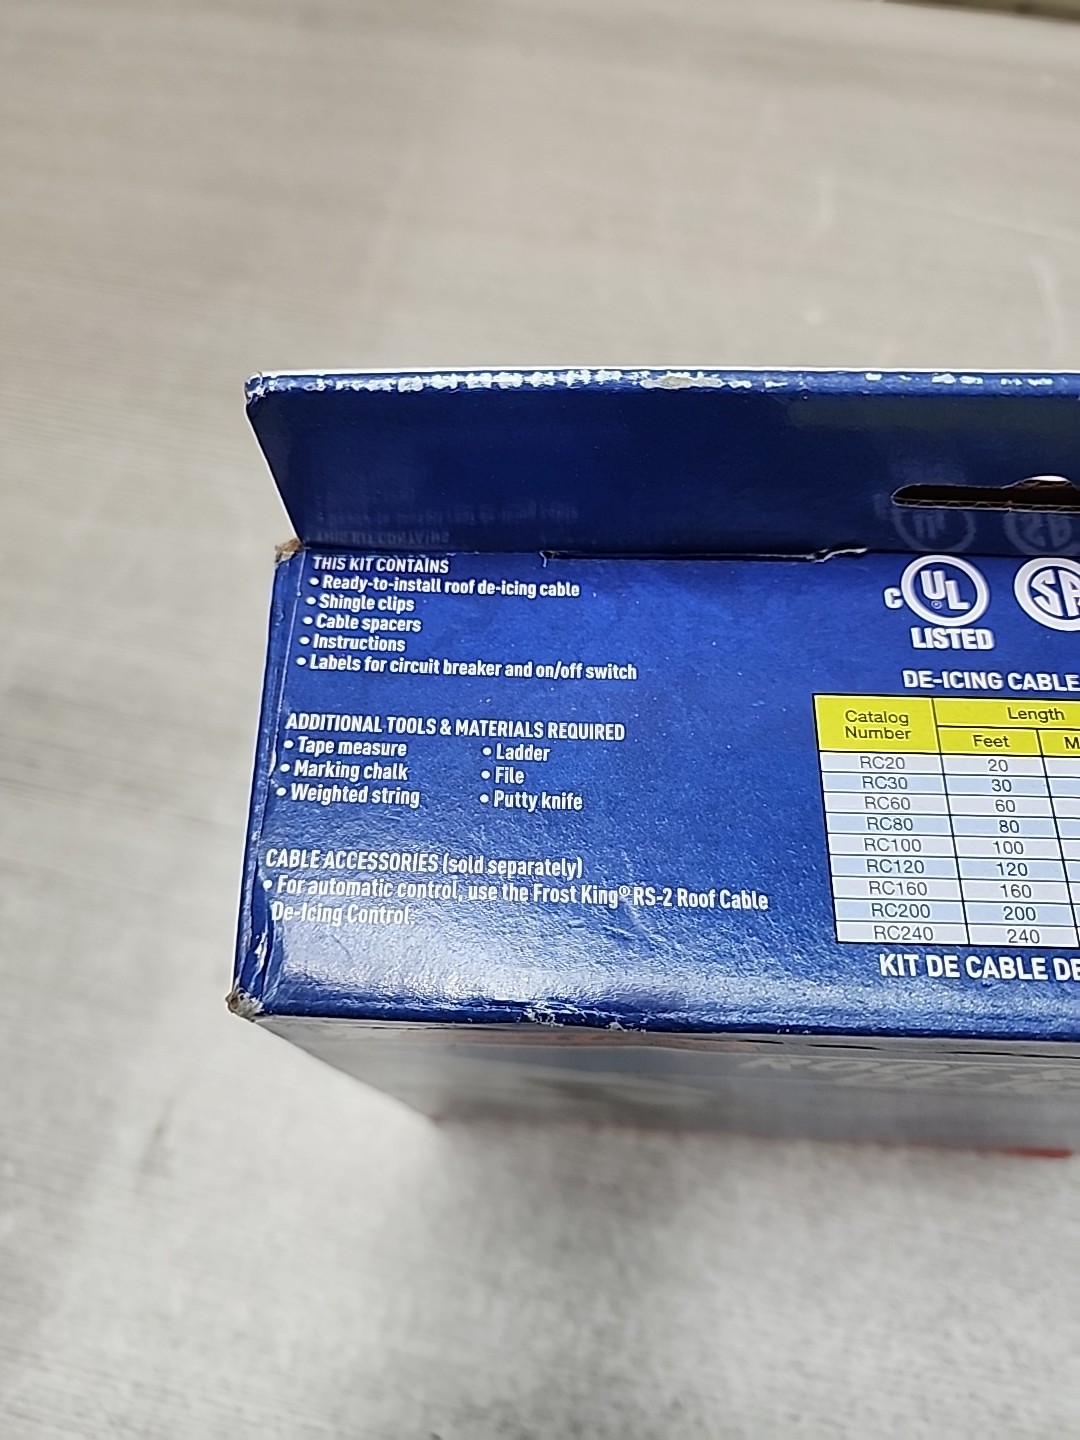 THIS KIT CONTAINS
• Ready-to-install roof de-icing cable
• Shingle clips
• Cable spacers
• Instructions
• Labels for circuit breaker and on/off switch
ADDITIONAL TOOLS & MATERIALS REQUIRED
• Tape measure
• Marking chalk
• Weighted string
• Ladder
• File
• Putty knife
CABLE ACCESSORIES (sold separately)
• For automatic control, use the Frost King® RS-2 Roof Cable
De-Icing Control.
C UL ®
LISTED
SA
DE-ICING CABLE
Catalog Number Length
Feet M
RC20 20
RC30 30
RC60 60
RC80 80
RC100 100
RC120 120
RC160 160
RC200 200
RC240 240
KIT DE CABLE DE